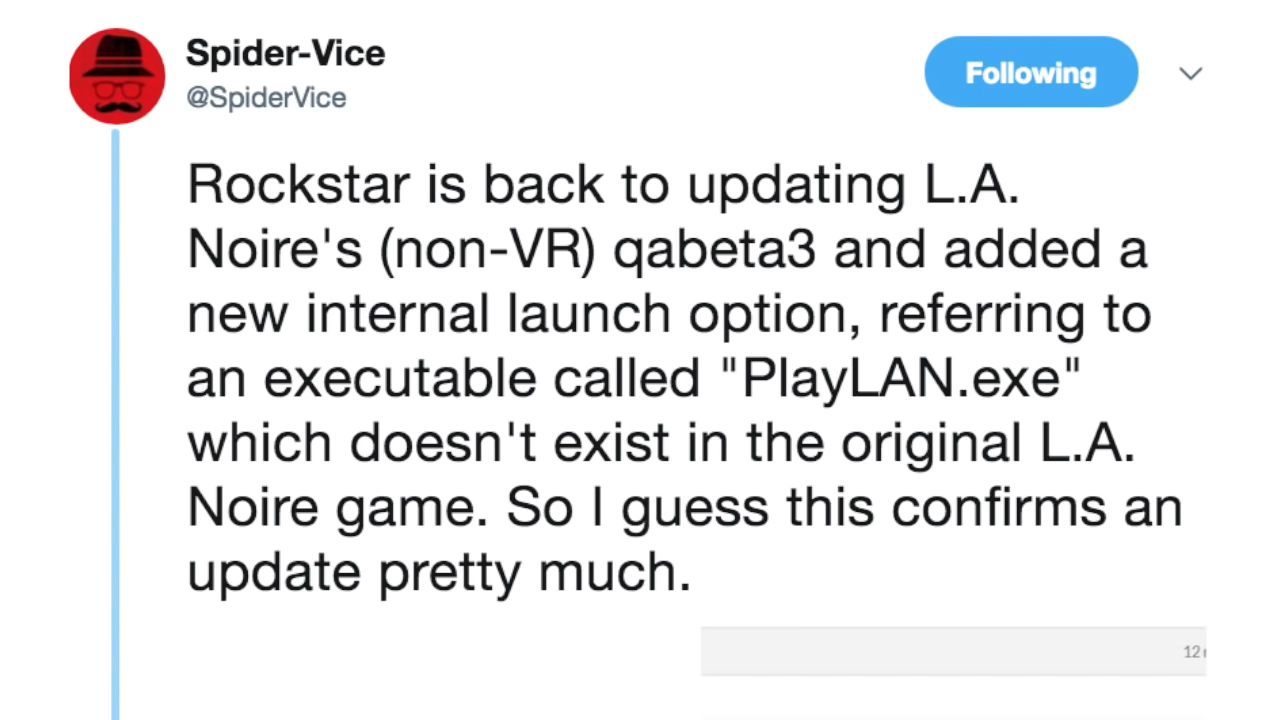 Spider-Vice
@SpiderVice
Following
Rockstar is back to updating L.A.
Noire's (non-VR) qabeta3 and added a
new internal launch option, referring to
an executable called "PlayLAN.exe"
which doesn't exist in the original L.A.
Noire game. So I guess this confirms an
update pretty much.
12